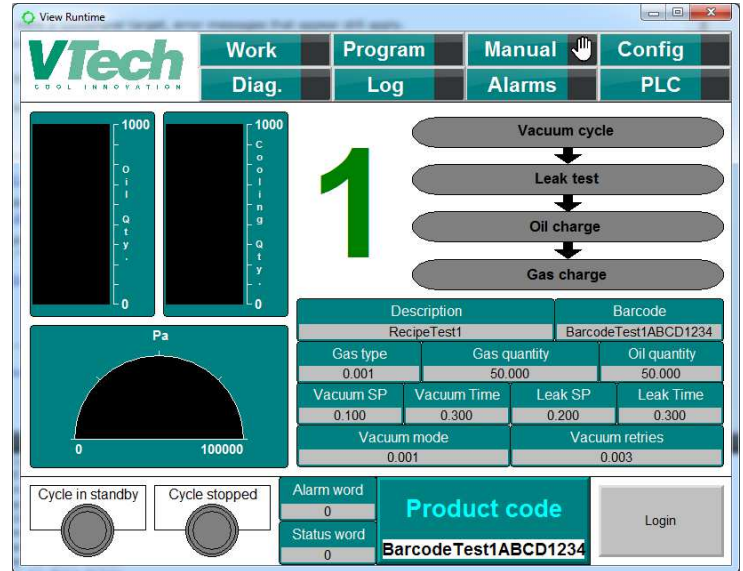 View Runtime
VTech
COOL INNOVATION
Work
Program
Manual
Config
Diag.
Log
Alarms
PLC
1000
Oil Qty.
0
1000
Cooling Qty.
0
1
Vacuum cycle
Leak test
Oil charge
Gas charge
Pa
0
100000
Description
Barcode
RecipeTest1
BarcodeTest1ABCD1234
Gas type
Gas quantity
Oil quantity
0.001
50.000
50.000
Vacuum SP
Vacuum Time
Leak SP
Leak Time
0.100
0.300
0.200
0.300
Vacuum mode
Vacuum retries
0.001
0.003
Cycle in standby
Cycle stopped
Alarm word
0
Status word
0
Product code
BarcodeTest1ABCD1234
Login